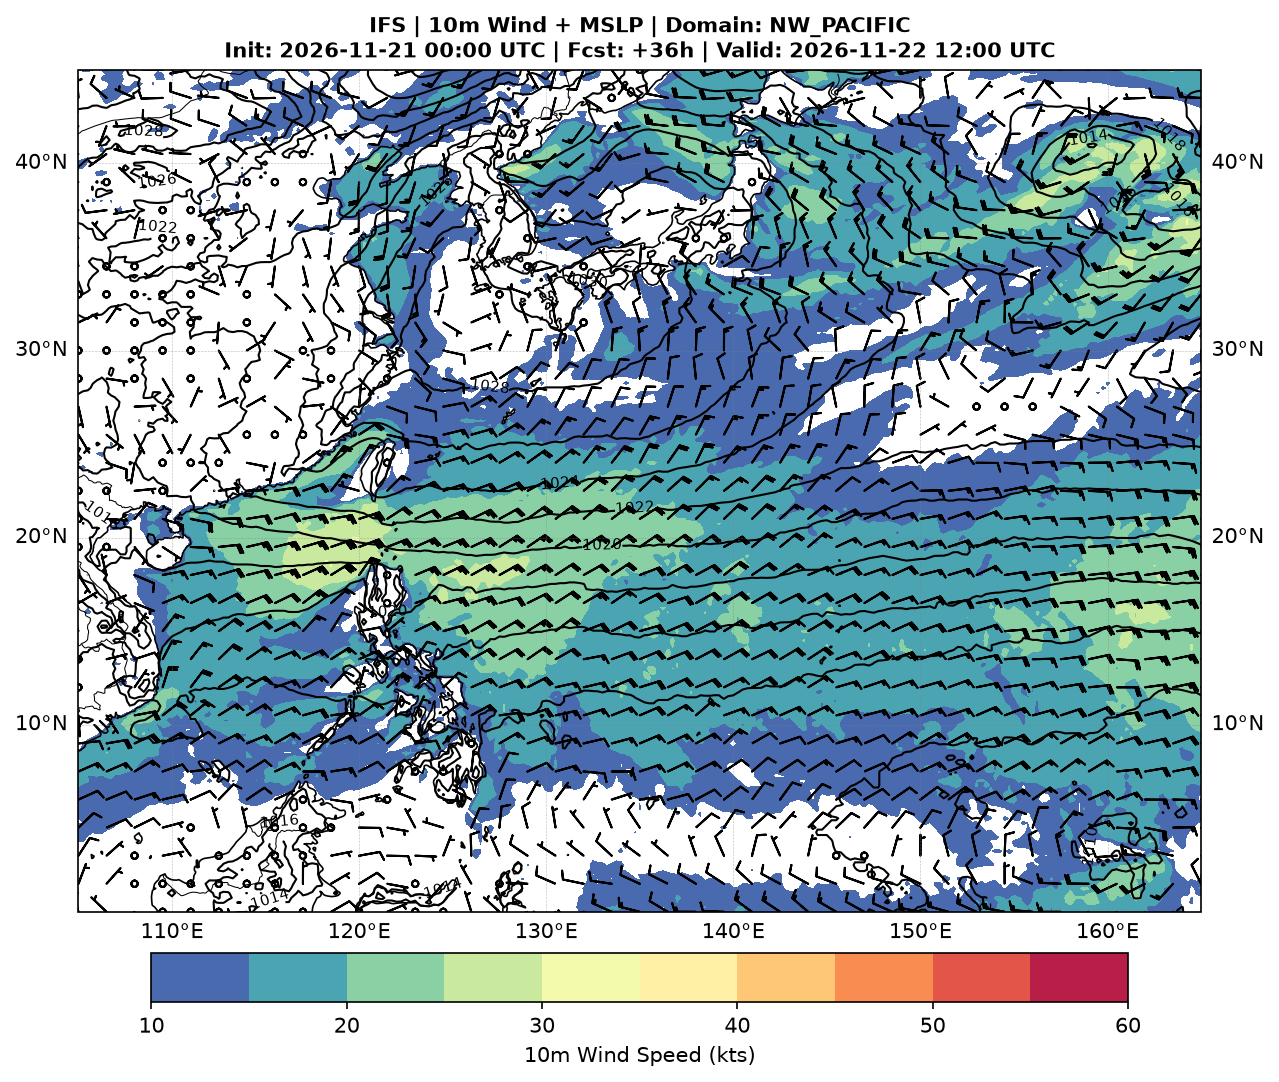 IFS | 10m Wind + MSLP | Domain: NW_PACIFIC
Init: 2026-11-21 00:00 UTC | Fcst: +36h | Valid: 2026-11-22 12:00 UTC
1028
1014
1018
40°N
40°N
1026
1022
30°N
30°N
1028
1022
20°N
20°N
1020
10°N
10°N
1016
1014
1014
110°E 120°E 130°E 140°E 150°E 160°E
10 20 30 40 50 60
10m Wind Speed (kts)